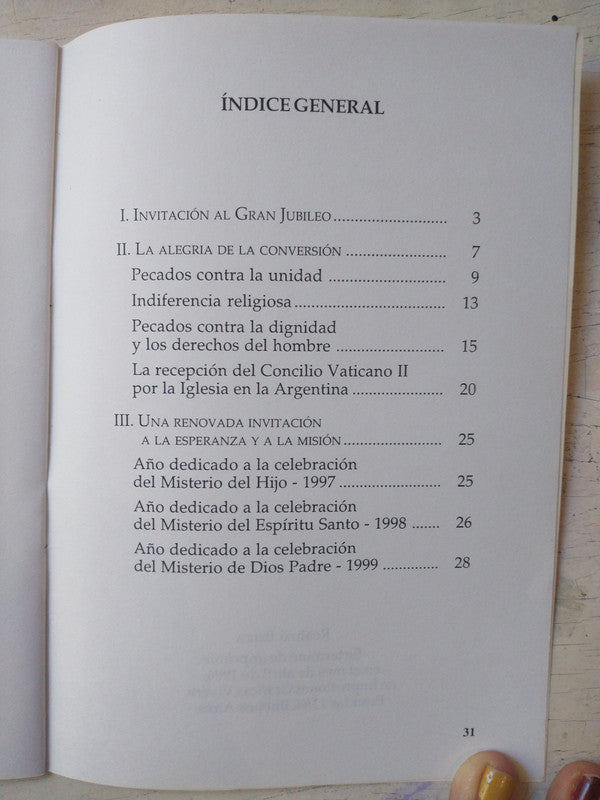 ÍNDICE GENERAL
I. INVITACIÓN AL GRAN JUBILEO .......................... 3
II. LA ALEGRIA DE LA CONVERSIÓN ....................... 7
Pecados contra la unidad .......................... 9
Indiferencia religiosa .................................. 13
Pecados contra la dignidad
y los derechos del hombre ......................... 15
La recepción del Concilio Vaticano II
por la Iglesia en la Argentina ..................... 20
III. UNA RENOVADA INVITACIÓN
A LA ESPERANZA Y A LA MISIÓN ........................ 25
Año dedicado a la celebración
del Misterio del Hijo - 1997 ............................. 25
Año dedicado a la celebración
del Misterio del Espíritu Santo - 1998 ....... 26
Año dedicado a la celebración
del Misterio de Dios Padre - 1999 .............. 28
31